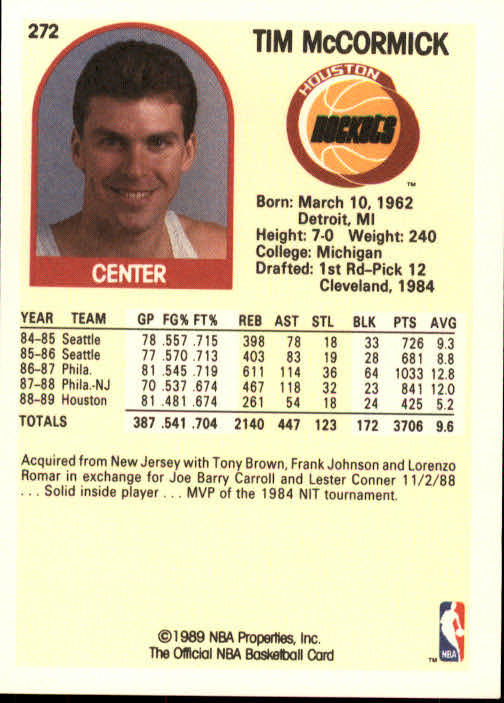 272
TIM McCORMICK
HOUSTON
ROCKETS
TM
Born: March 10, 1962
Detroit, MI
Height: 7-0 Weight: 240
College: Michigan
Drafted: 1st Rd–Pick 12
Cleveland, 1984
CENTER
YEAR TEAM GP FG% FT% REB AST STL BLK PTS AVG
84-85 Seattle 78 .557 .715 398 78 18 33 726 9.3
85-86 Seattle 77 .570 .713 403 83 19 28 681 8.8
86-87 Phila. 81 .545 .719 611 114 36 64 1033 12.8
87-88 Phila.-NJ 70 .537 .674 467 118 32 23 841 12.0
88-89 Houston 81 .481 .674 261 54 18 24 425 5.2
TOTALS 387 .541 .704 2140 447 123 172 3706 9.6
Acquired from New Jersey with Tony Brown, Frank Johnson and Lorenzo
Romar in exchange for Joe Barry Carroll and Lester Conner 11/2/88
. . . Solid inside player . . . MVP of the 1984 NIT tournament.
©1989 NBA Properties, Inc.
The Official NBA Basketball Card
TM
NBA